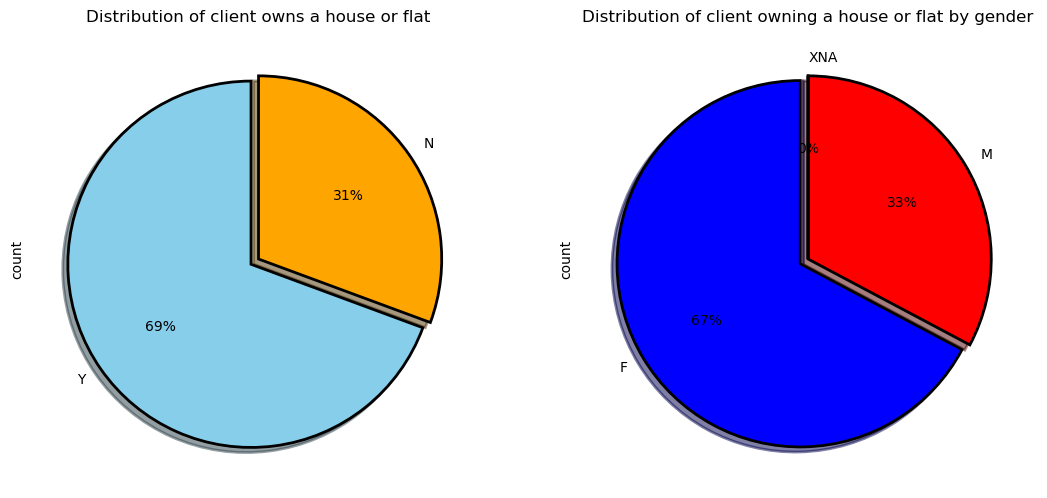 Distribution of client owns a house or flat
N
31%
count
69%
Y
Distribution of client owning a house or flat by gender
XNA
0%
M
33%
count
67%
F